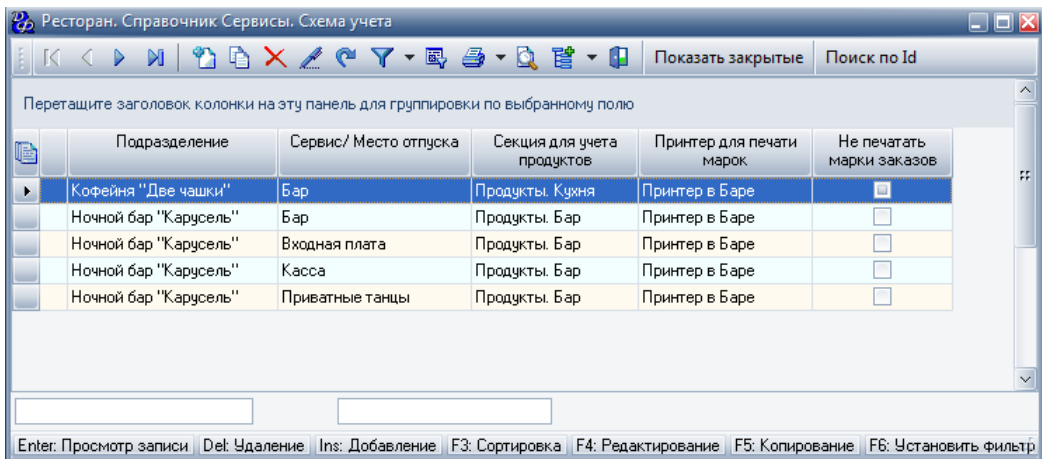 Ресторан. Справочник Сервисы. Схема учета
Показать закрытые Поиск по Id
Перетащите заголовок колонки на эту панель для группировки по выбранному полю
Подразделение Сервис/ Место отпуска Секция для учета продуктов Принтер для печати марок Не печатать марки заказов
Кофейня "Две чашки" Бар Продукты. Кухня Принтер в Баре
Ночной бар "Карусель" Бар Продукты. Бар Принтер в Баре
Ночной бар "Карусель" Входная плата Продукты. Бар Принтер в Баре
Ночной бар "Карусель" Касса Продукты. Бар Принтер в Баре
Ночной бар "Карусель" Приватные танцы Продукты. Бар Принтер в Баре
Enter: Просмотр записи Del: Удаление Ins: Добавление F3: Сортировка F4: Редактирование F5: Копирование F6: Установить фильтр